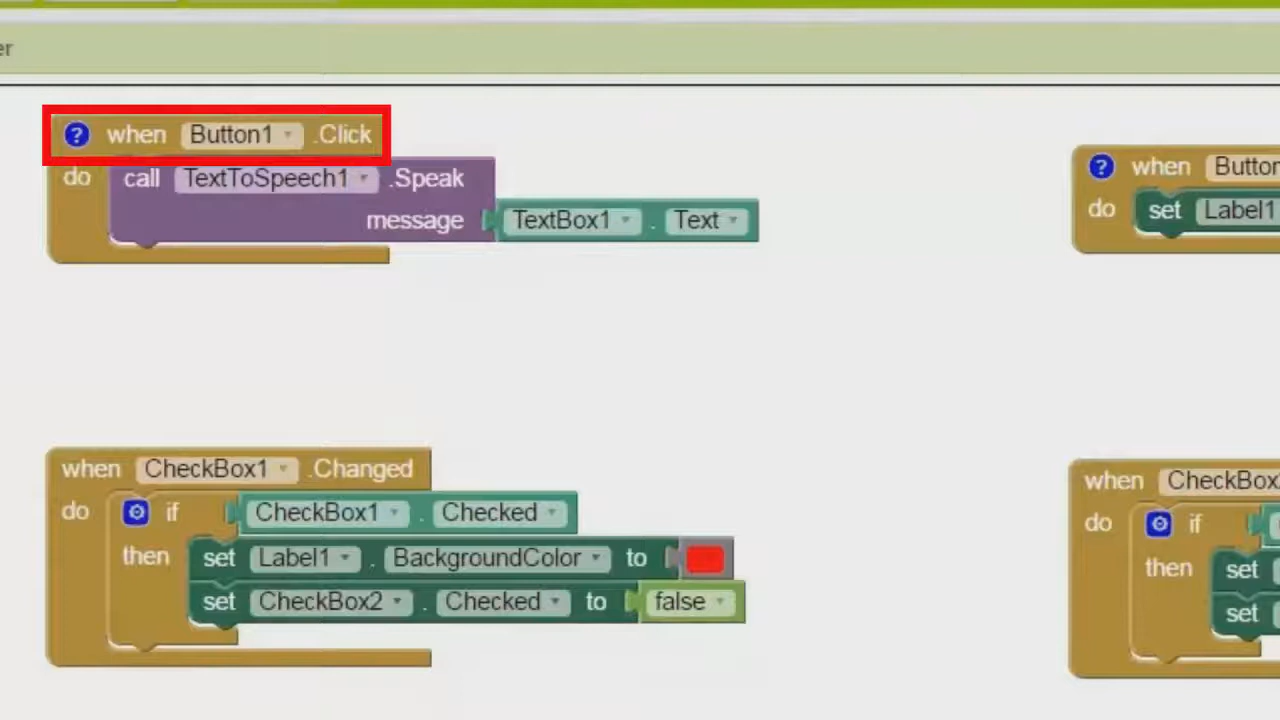 er
? when Button1 .Click
do call TextToSpeech1 .Speak
message TextBox1 . Text
? when Button
do set Label1
when CheckBox1 .Changed
do if CheckBox1 . Checked
then set Label1 . BackgroundColor to
set CheckBox2 . Checked to false
when CheckBox
do if
then set
set